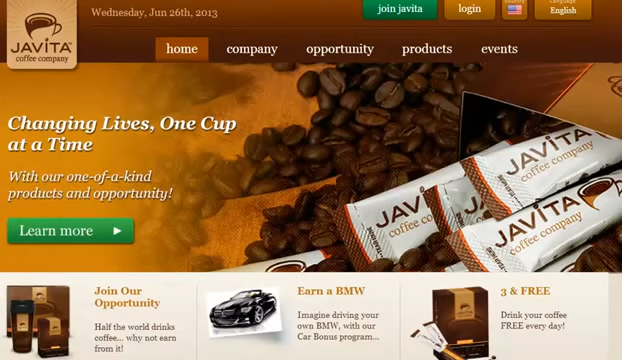 Wednesday, Jun 26th, 2013
join javita
login
Country
Language
English
JAVITA
coffee company
home
company
opportunity
products
events
Changing Lives, One Cup
at a Time
With our one-of-a-kind
products and opportunity!
Learn more
JAVITA
coffee company
JAVITA
coffee company
Join Our
Opportunity
Half the world drinks
coffee... why not earn
from it!
Earn a BMW
Imagine driving your
own BMW, with our
Car Bonus program...
3 & FREE
Drink your coffee
FREE every day!